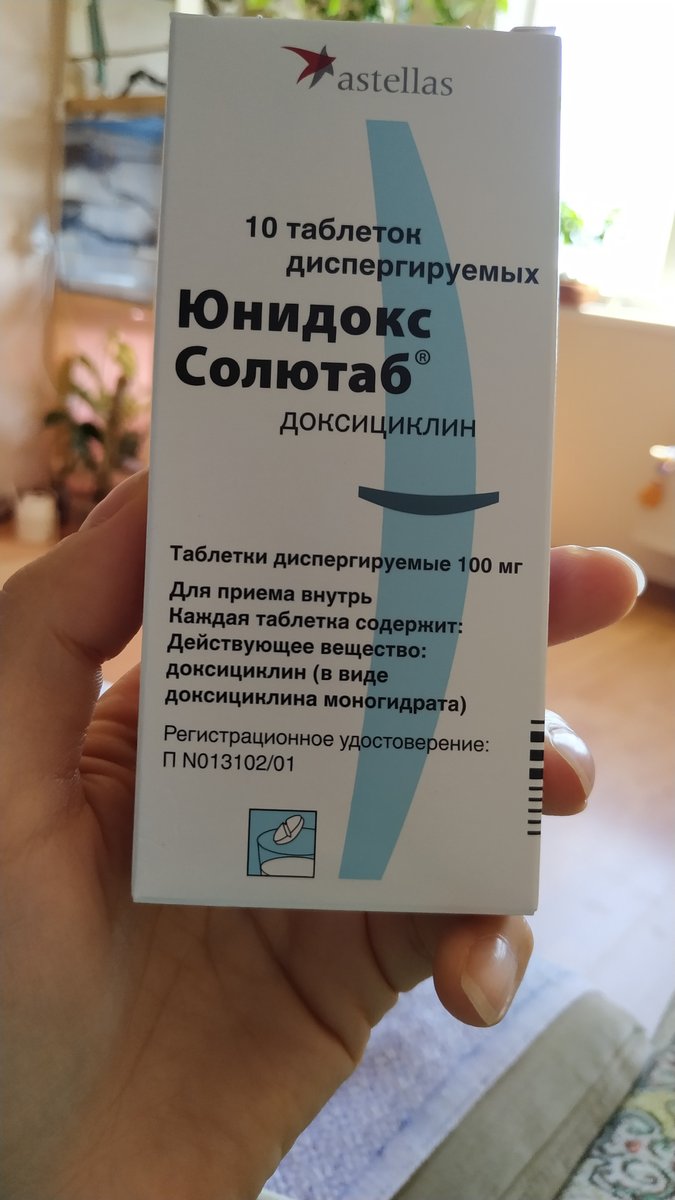 astellas
10 таблеток
диспергируемых
Юнидокс
Солютаб®
доксициклин
Таблетки диспергируемые 100 мг
Для приема внутрь
Каждая таблетка содержит:
Действующее вещество:
доксициклин (в виде
доксициклина моногидрата)
Регистрационное удостоверение:
П N013102/01